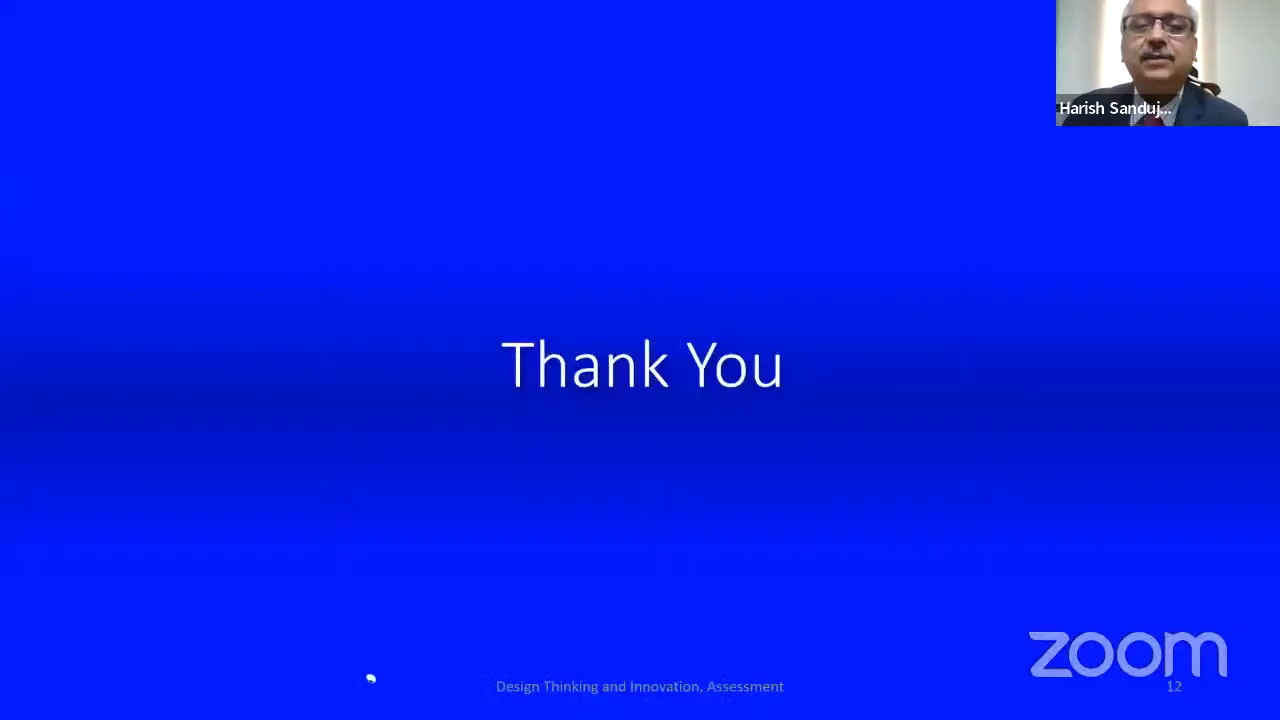 Harish Sanduj...
Thank You
zoom
Design Thinking and Innovation, Assessment
12